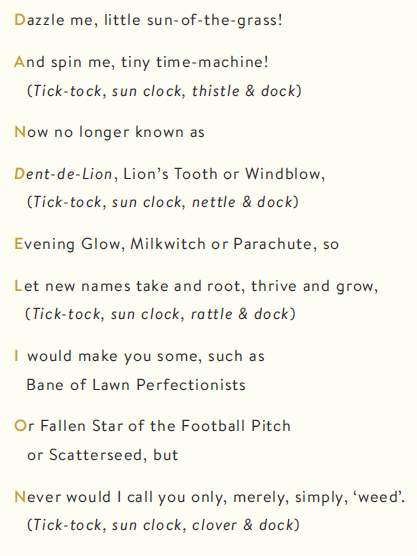 Dazzle me, little sun-of-the-grass!
And spin me, tiny time-machine!
(Tick-tock, sun clock, thistle & dock)
Now no longer known as
Dent-de-Lion, Lion’s Tooth or Windblow,
(Tick-tock, sun clock, nettle & dock)
Evening Glow, Milkwitch or Parachute, so
Let new names take and root, thrive and grow,
(Tick-tock, sun clock, rattle & dock)
I would make you some, such as
Bane of Lawn Perfectionists
Or Fallen Star of the Football Pitch
or Scatterseed, but
Never would I call you only, merely, simply, ‘weed’.
(Tick-tock, sun clock, clover & dock)